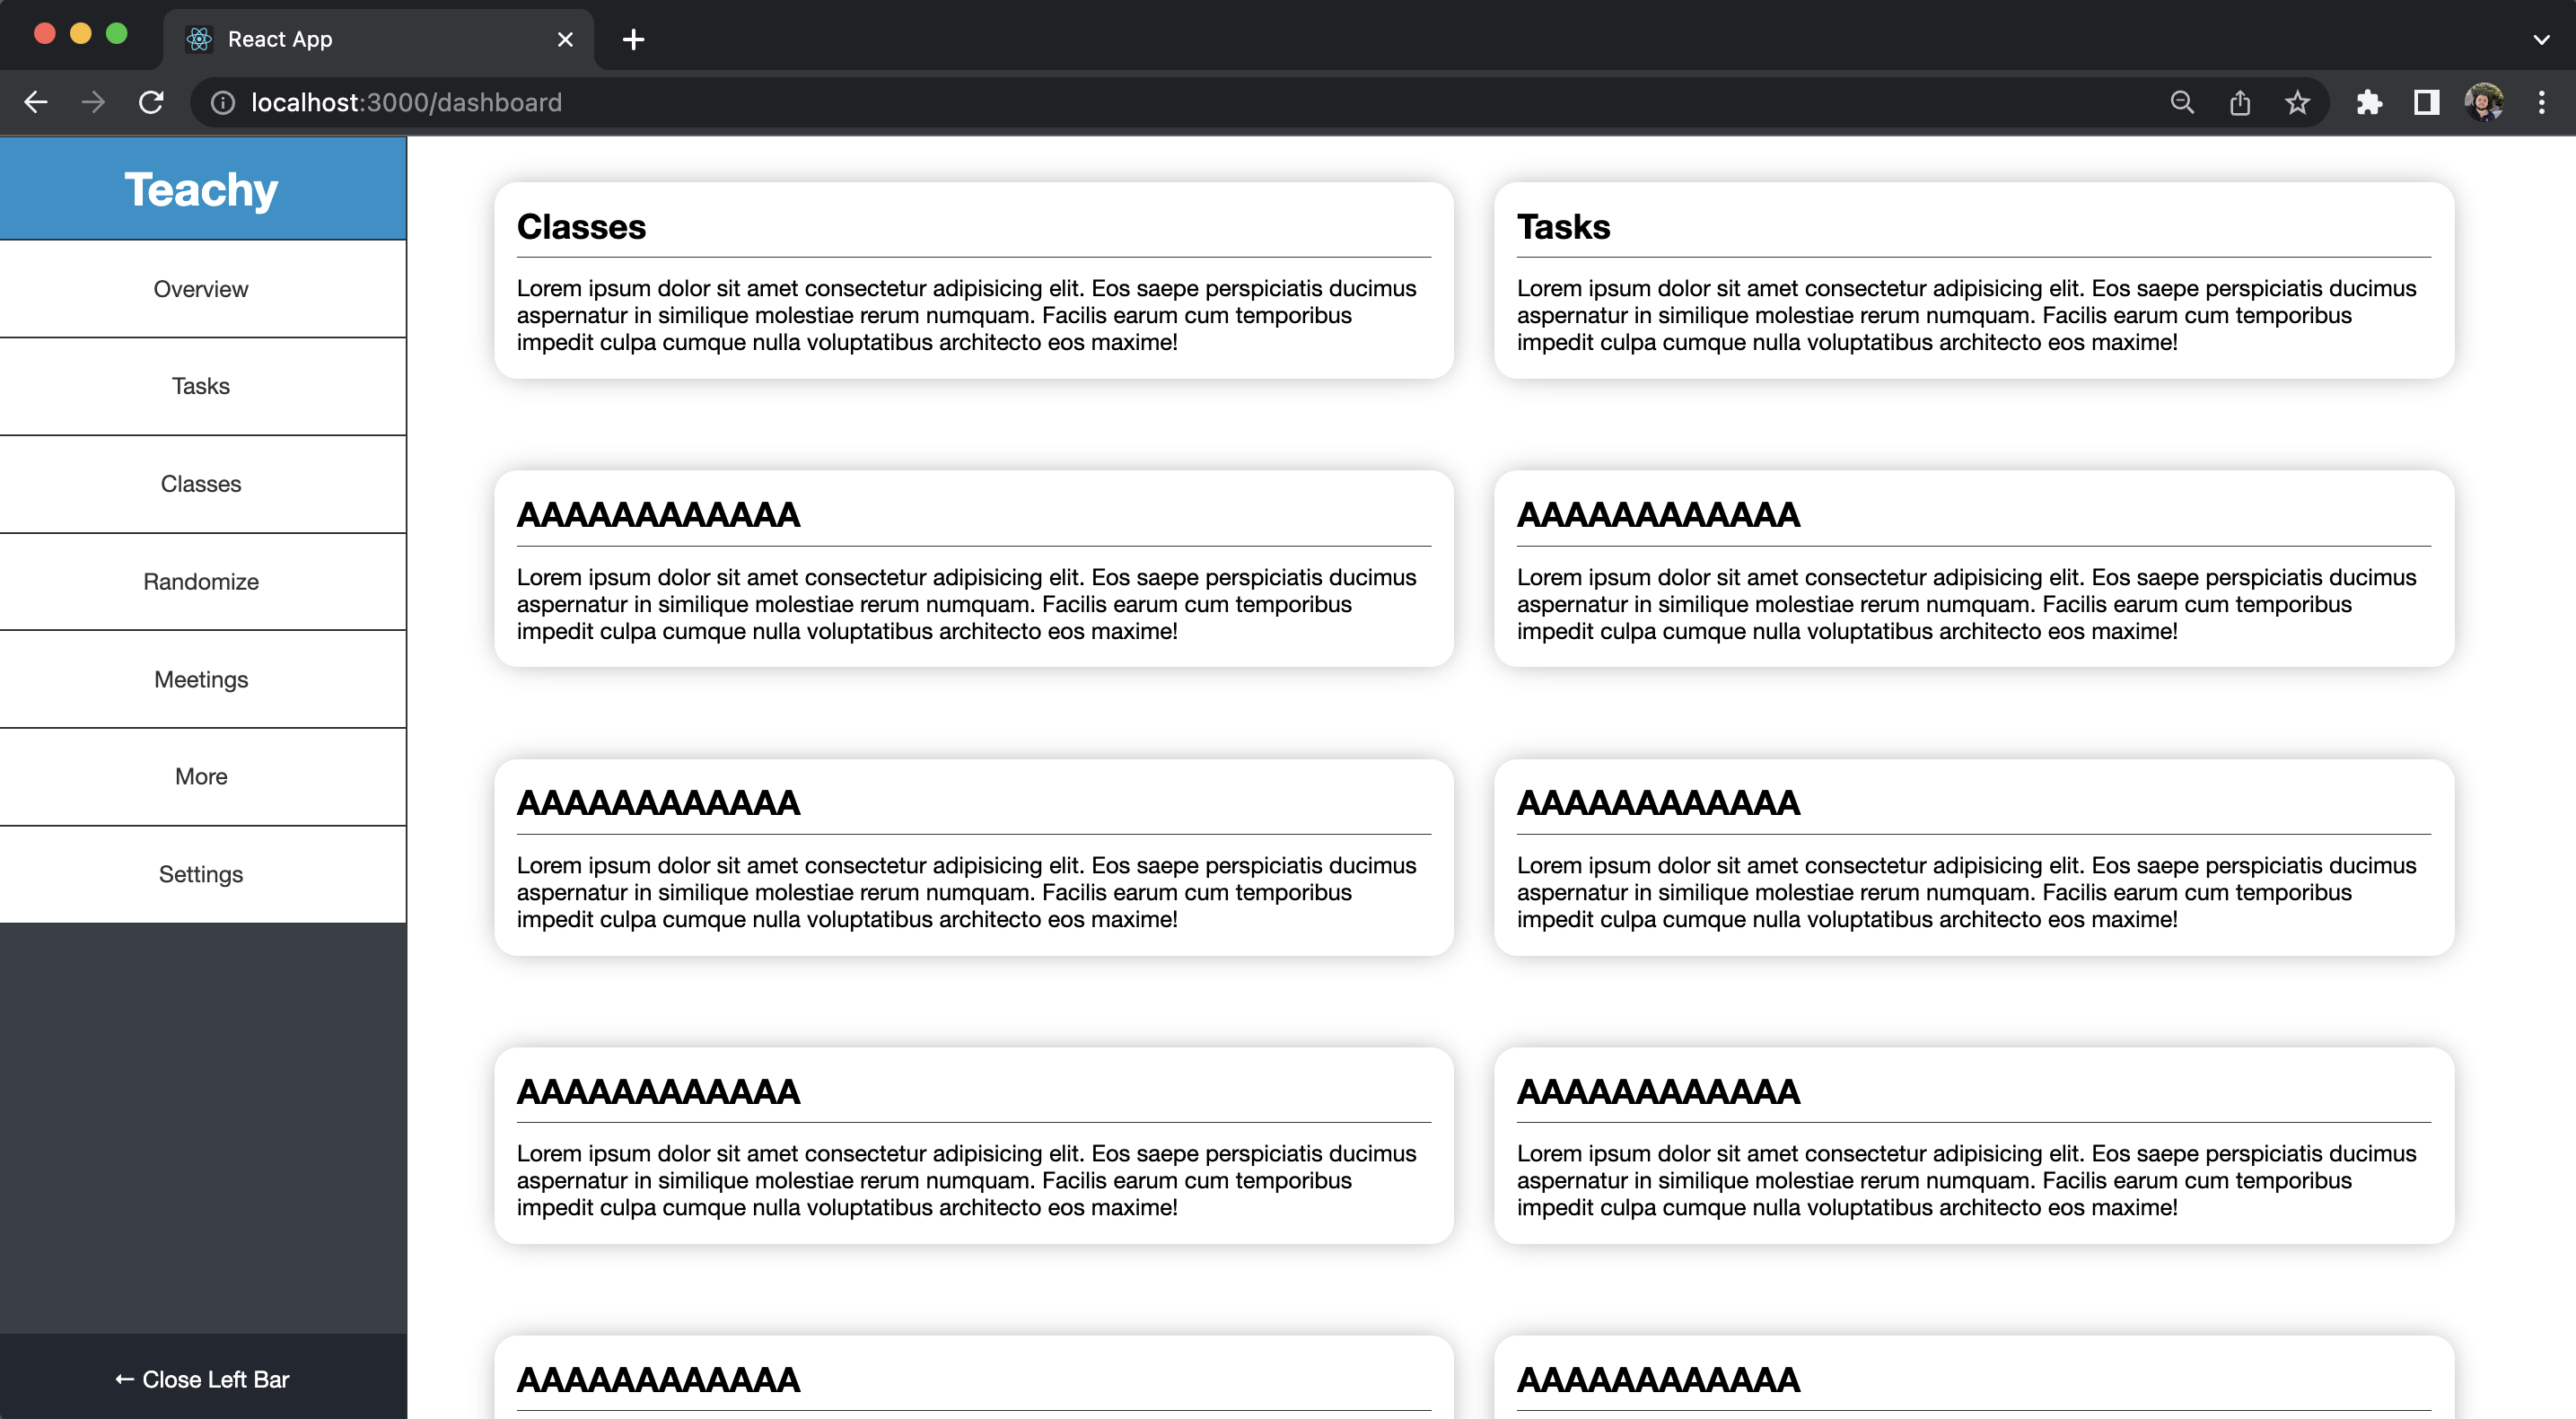 React App
localhost:3000/dashboard
Teachy
Overview
Tasks
Classes
Randomize
Meetings
More
Settings
← Close Left Bar
Classes
Lorem ipsum dolor sit amet consectetur adipisicing elit. Eos saepe perspiciatis ducimus
aspernatur in similique molestiae rerum numquam. Facilis earum cum temporibus
impedit culpa cumque nulla voluptatibus architecto eos maxime!
Tasks
Lorem ipsum dolor sit amet consectetur adipisicing elit. Eos saepe perspiciatis ducimus
aspernatur in similique molestiae rerum numquam. Facilis earum cum temporibus
impedit culpa cumque nulla voluptatibus architecto eos maxime!
AAAAAAAAAAAA
Lorem ipsum dolor sit amet consectetur adipisicing elit. Eos saepe perspiciatis ducimus
aspernatur in similique molestiae rerum numquam. Facilis earum cum temporibus
impedit culpa cumque nulla voluptatibus architecto eos maxime!
AAAAAAAAAAAA
Lorem ipsum dolor sit amet consectetur adipisicing elit. Eos saepe perspiciatis ducimus
aspernatur in similique molestiae rerum numquam. Facilis earum cum temporibus
impedit culpa cumque nulla voluptatibus architecto eos maxime!
AAAAAAAAAAAA
Lorem ipsum dolor sit amet consectetur adipisicing elit. Eos saepe perspiciatis ducimus
aspernatur in similique molestiae rerum numquam. Facilis earum cum temporibus
impedit culpa cumque nulla voluptatibus architecto eos maxime!
AAAAAAAAAAAA
Lorem ipsum dolor sit amet consectetur adipisicing elit. Eos saepe perspiciatis ducimus
aspernatur in similique molestiae rerum numquam. Facilis earum cum temporibus
impedit culpa cumque nulla voluptatibus architecto eos maxime!
AAAAAAAAAAAA
Lorem ipsum dolor sit amet consectetur adipisicing elit. Eos saepe perspiciatis ducimus
aspernatur in similique molestiae rerum numquam. Facilis earum cum temporibus
impedit culpa cumque nulla voluptatibus architecto eos maxime!
AAAAAAAAAAAA
Lorem ipsum dolor sit amet consectetur adipisicing elit. Eos saepe perspiciatis ducimus
aspernatur in similique molestiae rerum numquam. Facilis earum cum temporibus
impedit culpa cumque nulla voluptatibus architecto eos maxime!
AAAAAAAAAAAA
AAAAAAAAAAAA